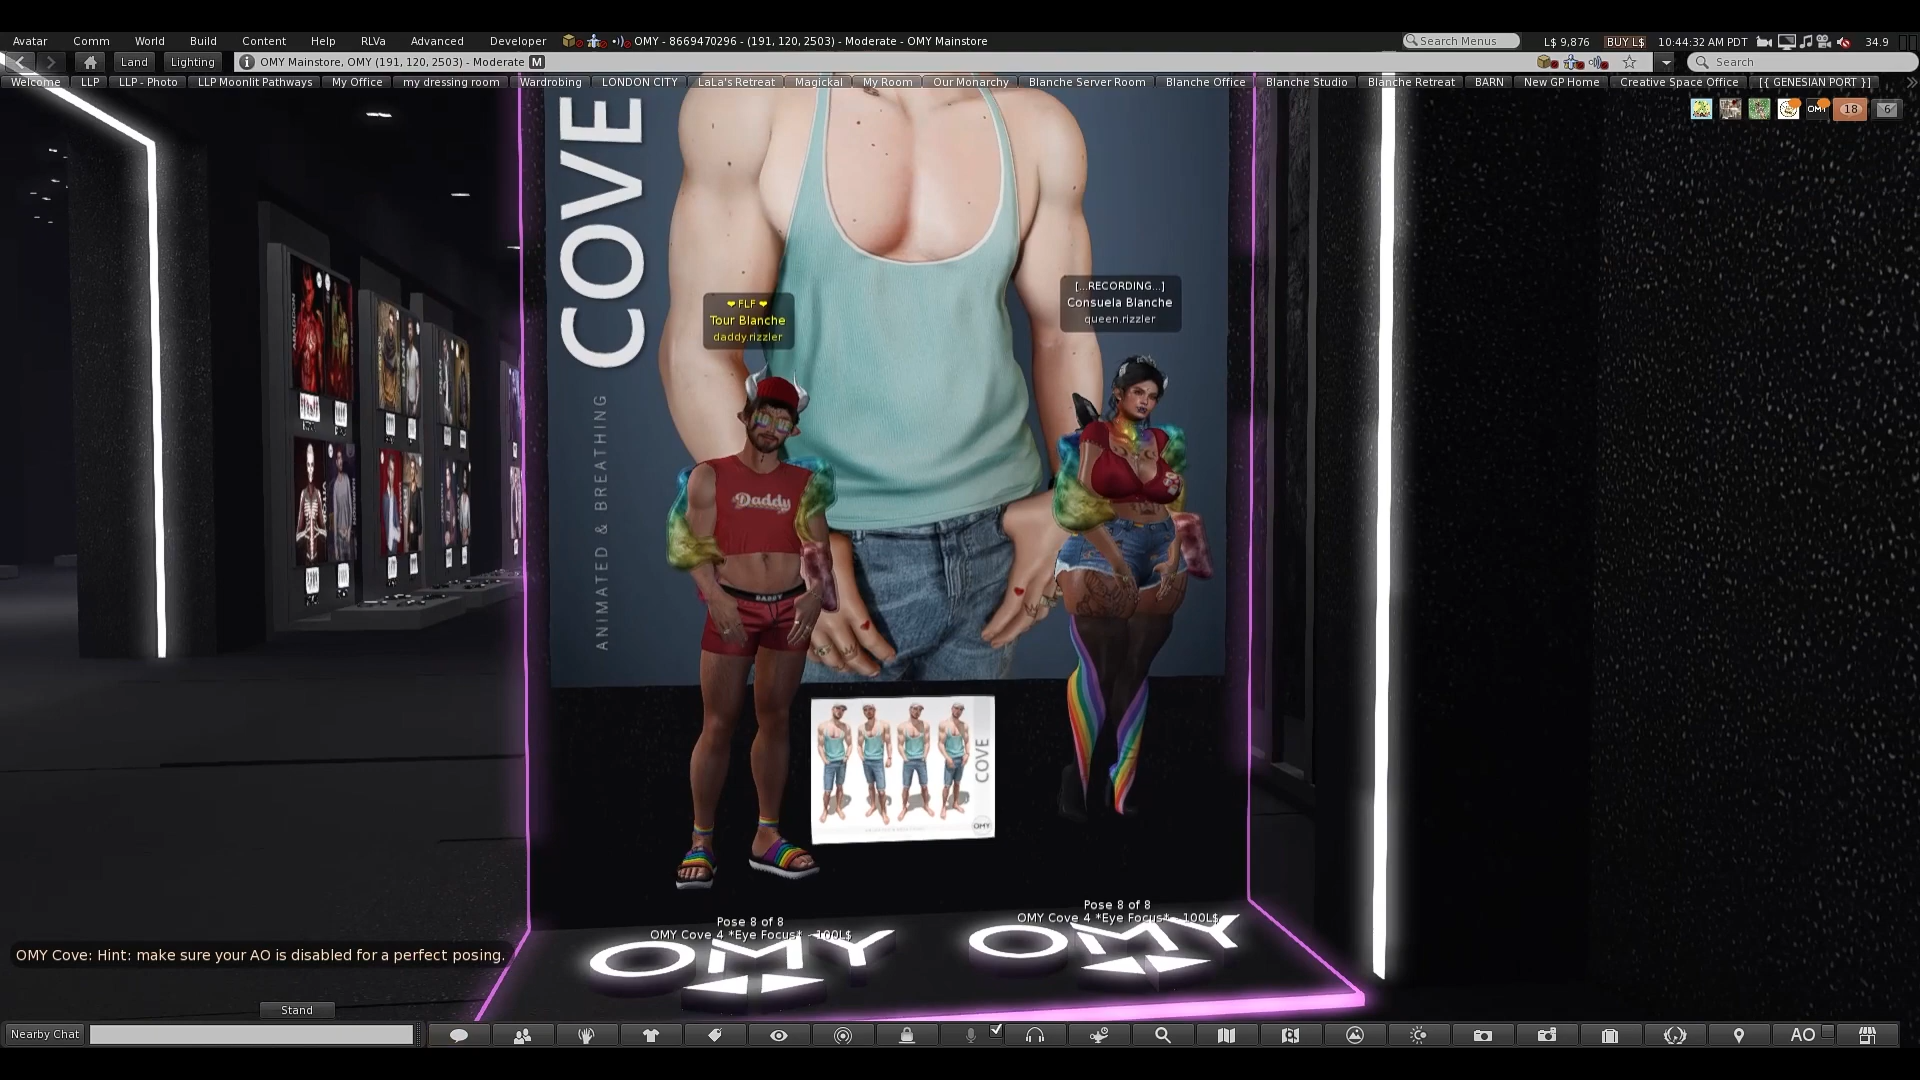 Avatar Comm World Build Content Help RLVa Advanced Developer OMY - 8669470296 - (191, 120, 2503) - Moderate - OMY Mainstore Search Menus L$ 9,876 BUY L$ 10:44:32 AM PDT 34.9
Land Lighting OMY Mainstore, OMY (191, 120, 2503) - Moderate M Search
Welcome LLP LLP - Photo LLP Moonlit Pathways My Office my dressing room Wardrobing LONDON CITY LaLa's Retreat Magickal My Room Our Monarchy Blanche Server Room Blanche Office Blanche Studio Blanche Retreat BARN New GP Home Creative Space Office [{ GENESIAN PORT }]
OMY 18 6
COVE
ANIMATED & BREATHING
❤ FLF ❤
Tour Blanche
daddy.rizzler
[...RECORDING...]
Consuela Blanche
queen.rizzler
Daddy
DADDY
COVE
OMY
Pose 8 of 8
OMY Cove 4 *Eye Focus* - 100L$
OMY
Pose 8 of 8
OMY Cove 4 *Eye Focus* - 100L$
OMY
OMY Cove: Hint: make sure your AO is disabled for a perfect posing.
Stand
Nearby Chat
AO